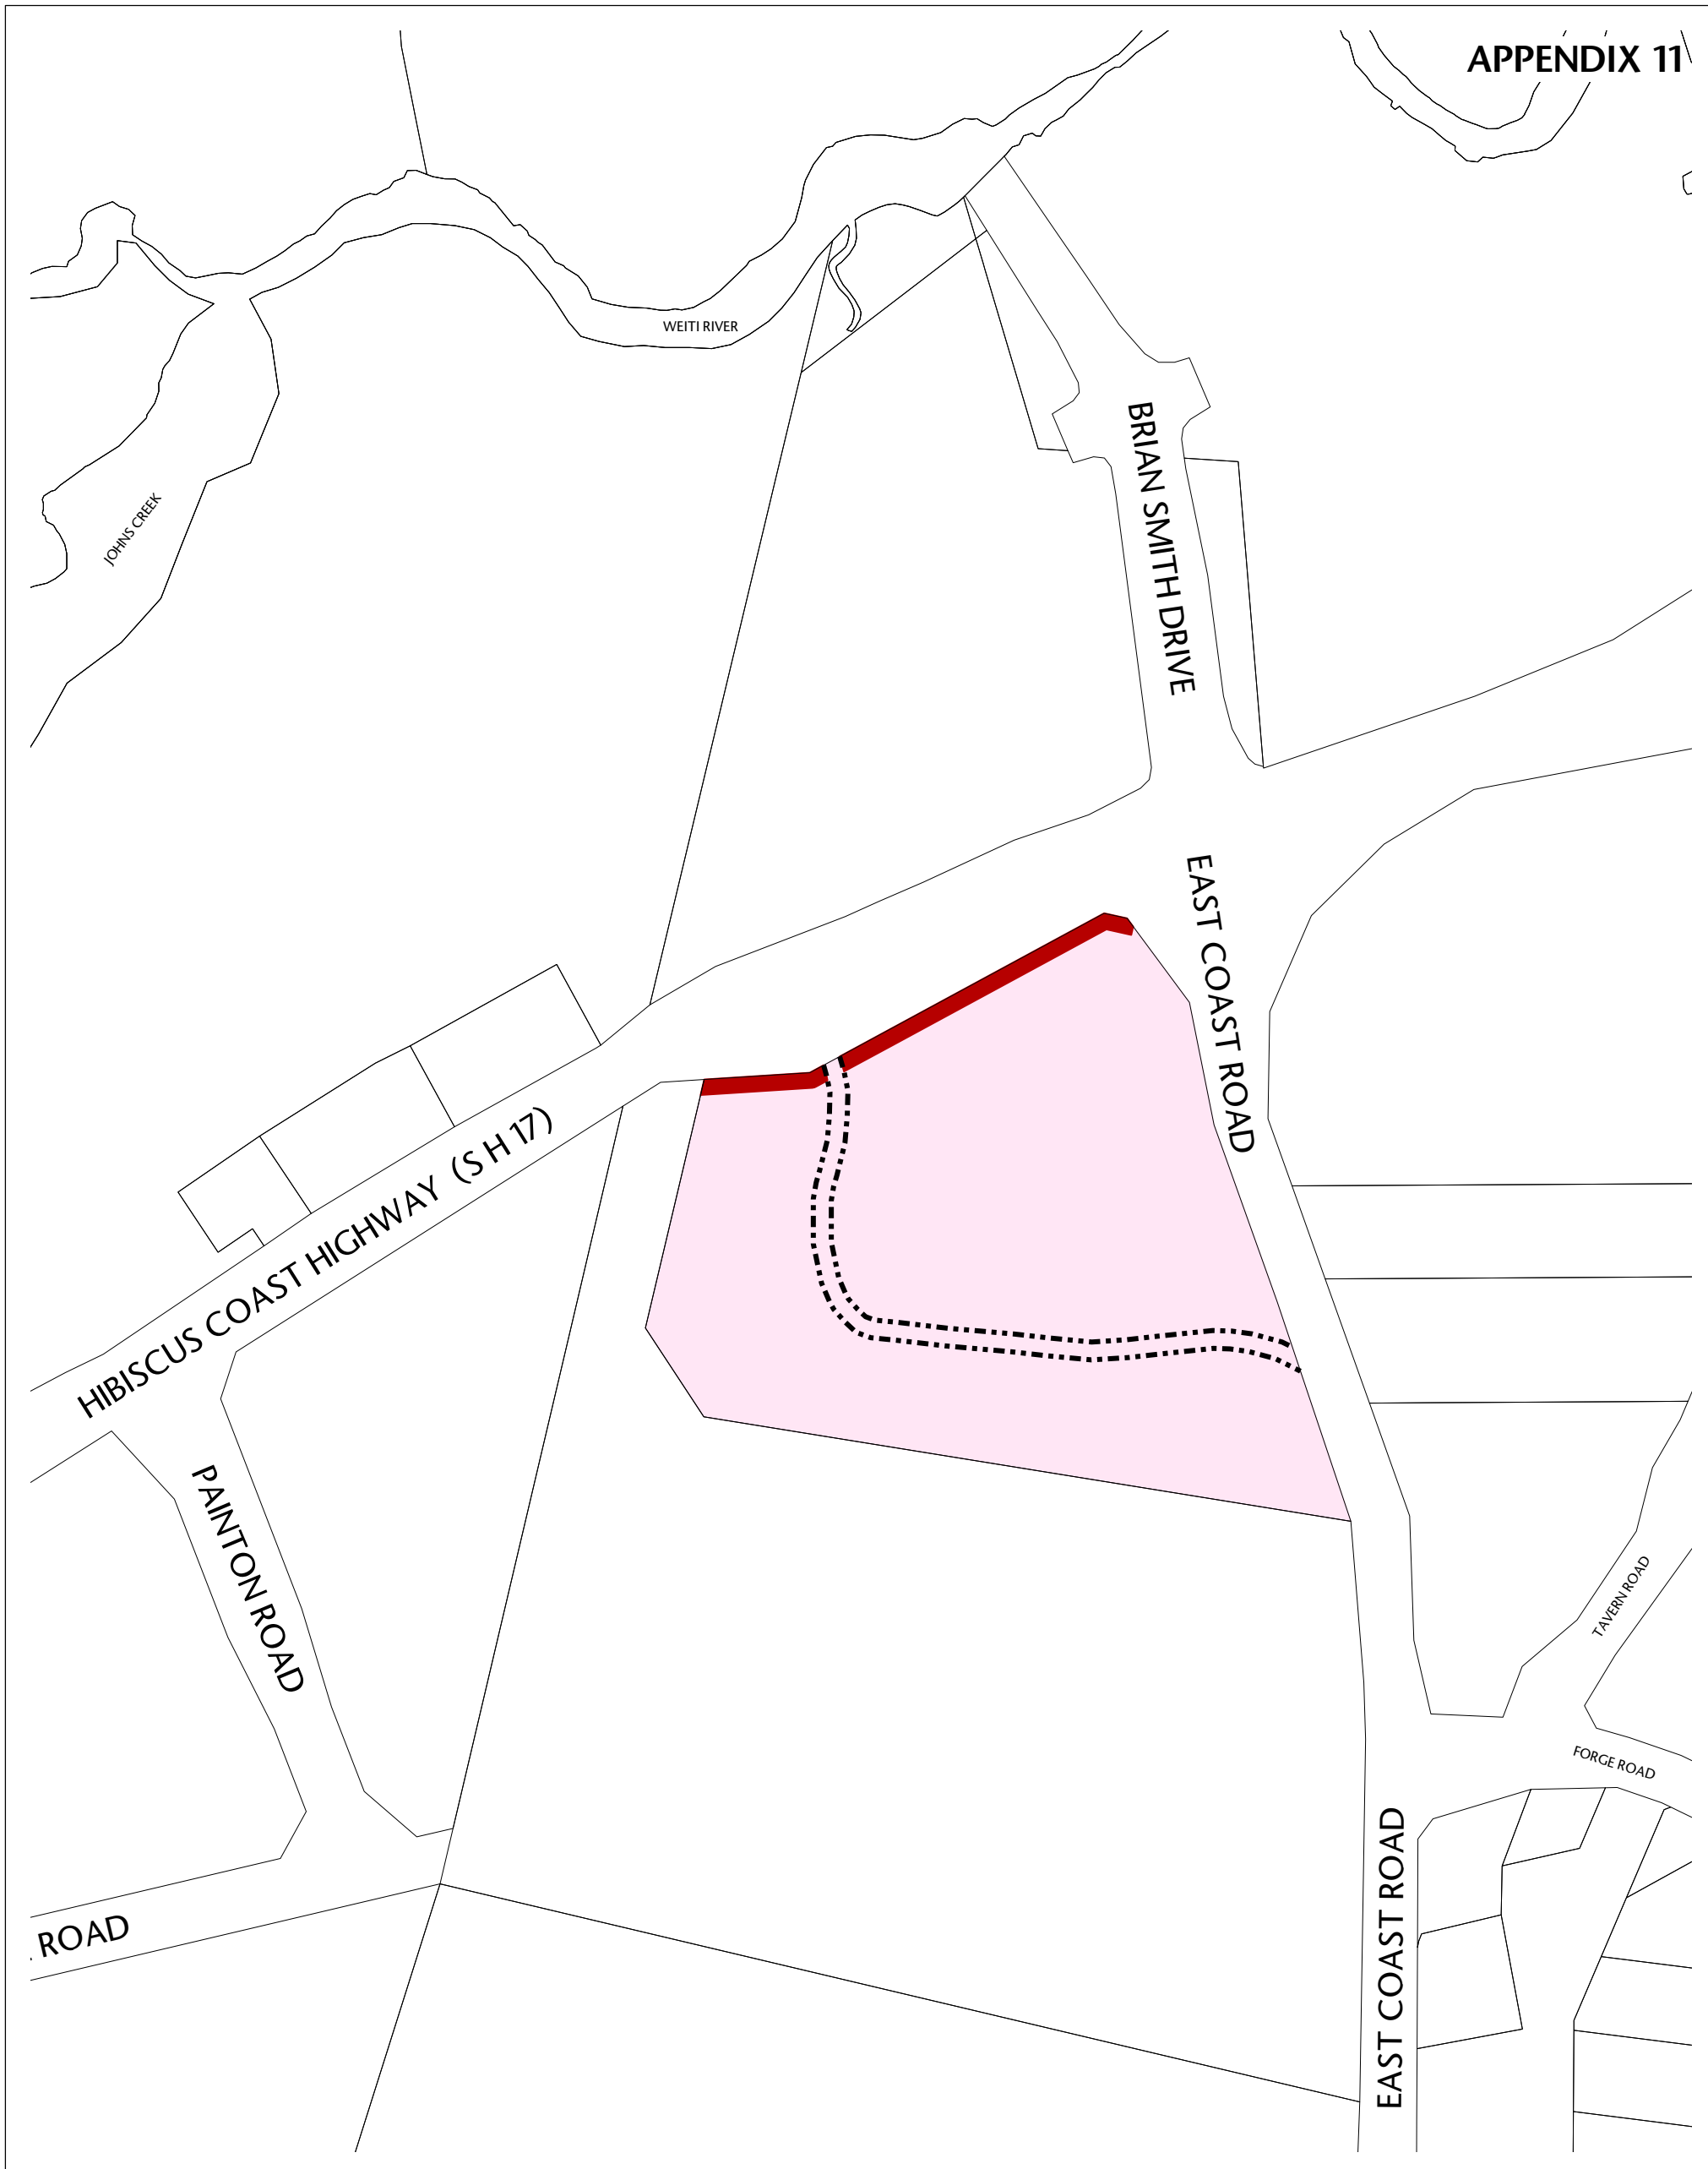 APPENDIX 11
WEITI RIVER
JOHNS CREEK
BRIAN SMITH DRIVE
EAST COAST ROAD
HIBISCUS COAST HIGHWAY (S H 17)
PAINTON ROAD
TAVERN ROAD
FORGE ROAD
EAST COAST ROAD
ROAD